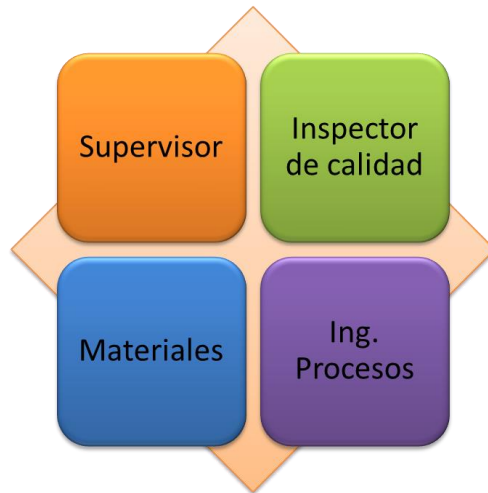 Supervisor
Inspector
de calidad
Materiales
Ing.
Procesos